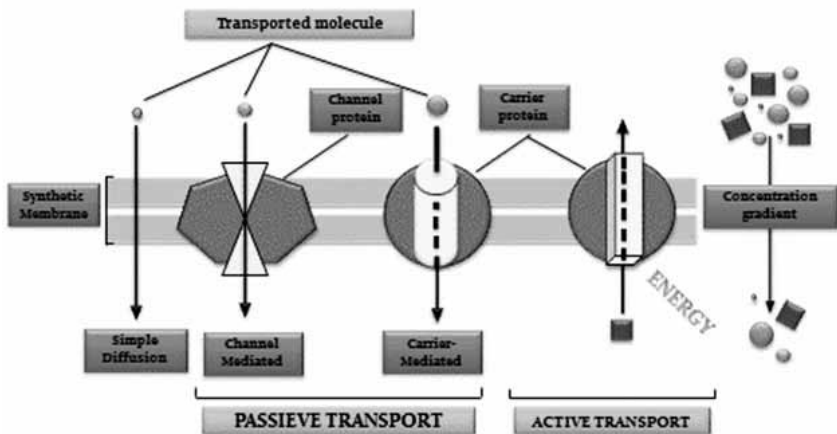 Transported molecule
Channel
protein
Carrier
protein
Synthetic
Membrane
Concentration
gradient
ENERGY
Simple
Diffusion
Channel
Mediated
Carrier-
Mediated
PASSIEVE TRANSPORT
ACTIVE TRANSPORT